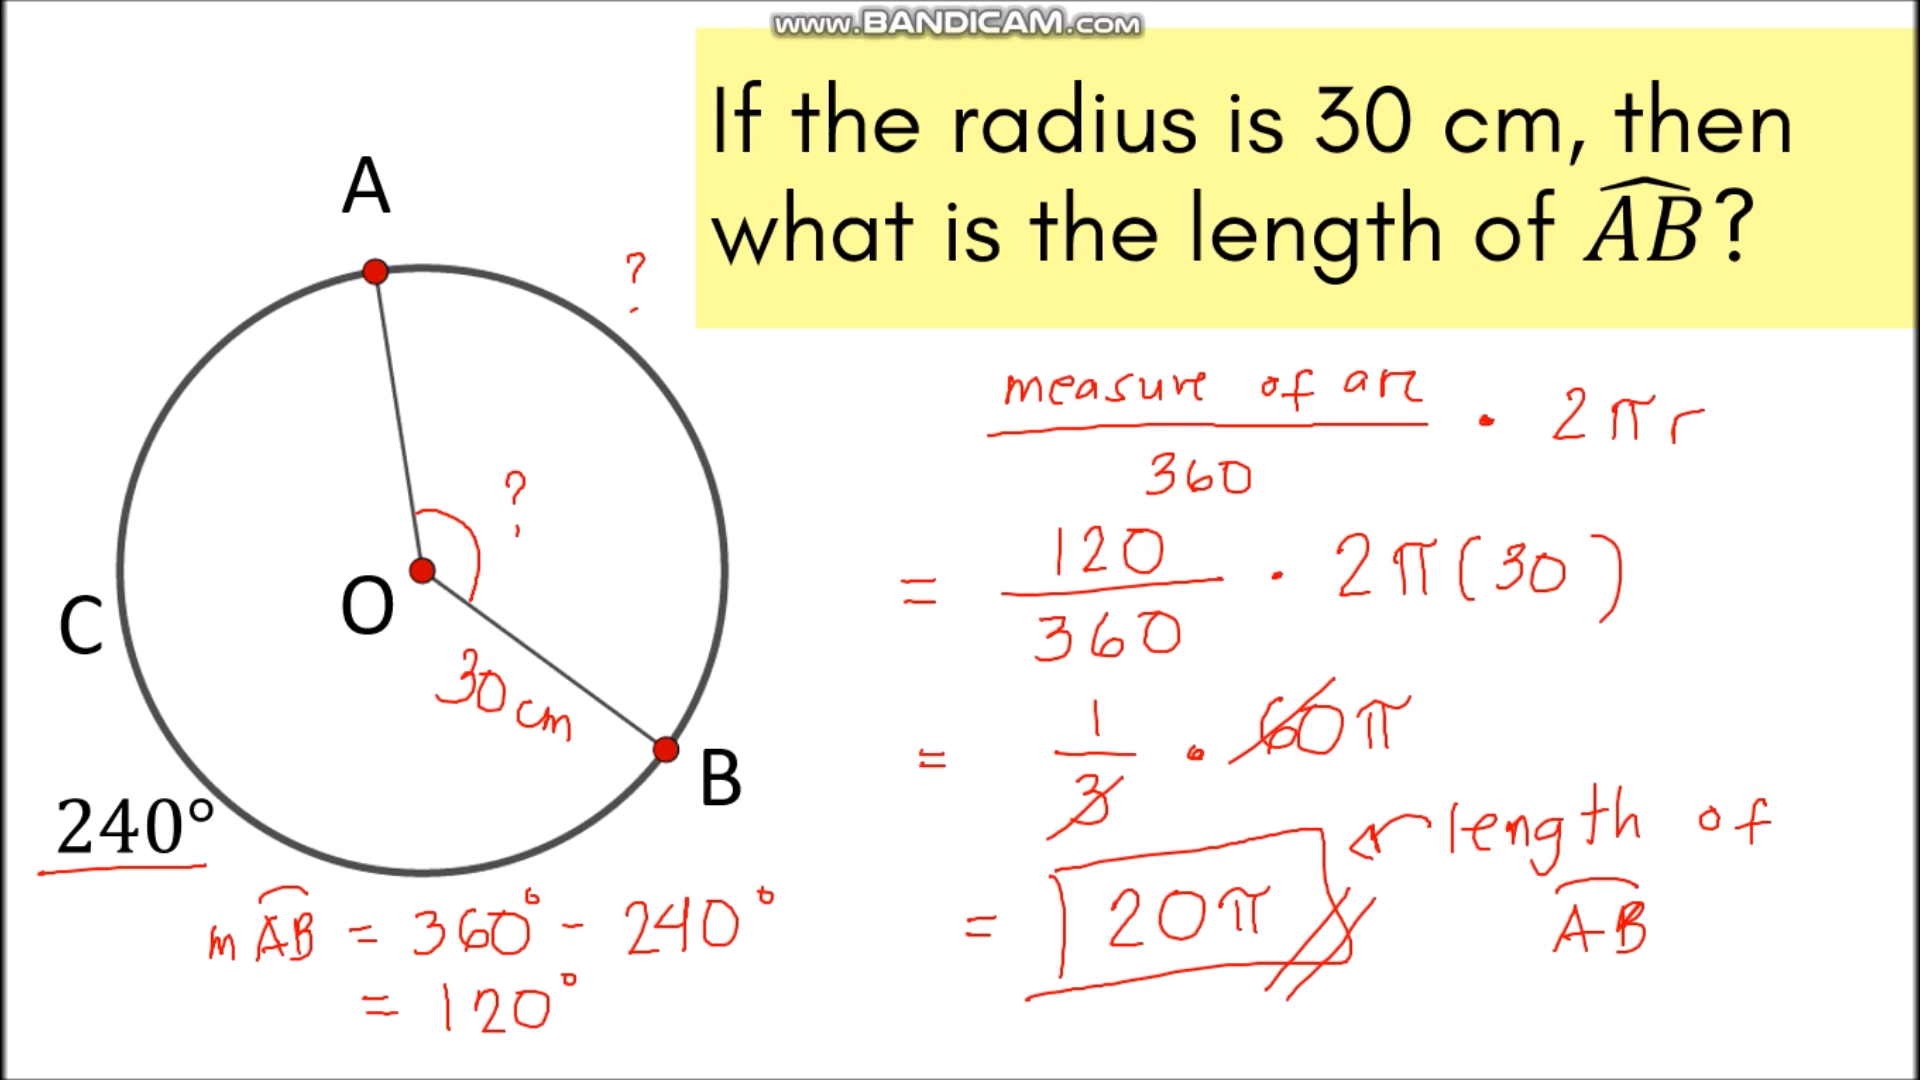 www.BANDICAM.com
If the radius is 30 cm, then
what is the length of AB?
A
?
?
O
C
30cm
B
240°
mAB = 360° - 240°
= 120°
measure of arc
360
· 2πr
= 120
360
· 2π(30)
= 1
3
· 60π
= 20π
length of
AB